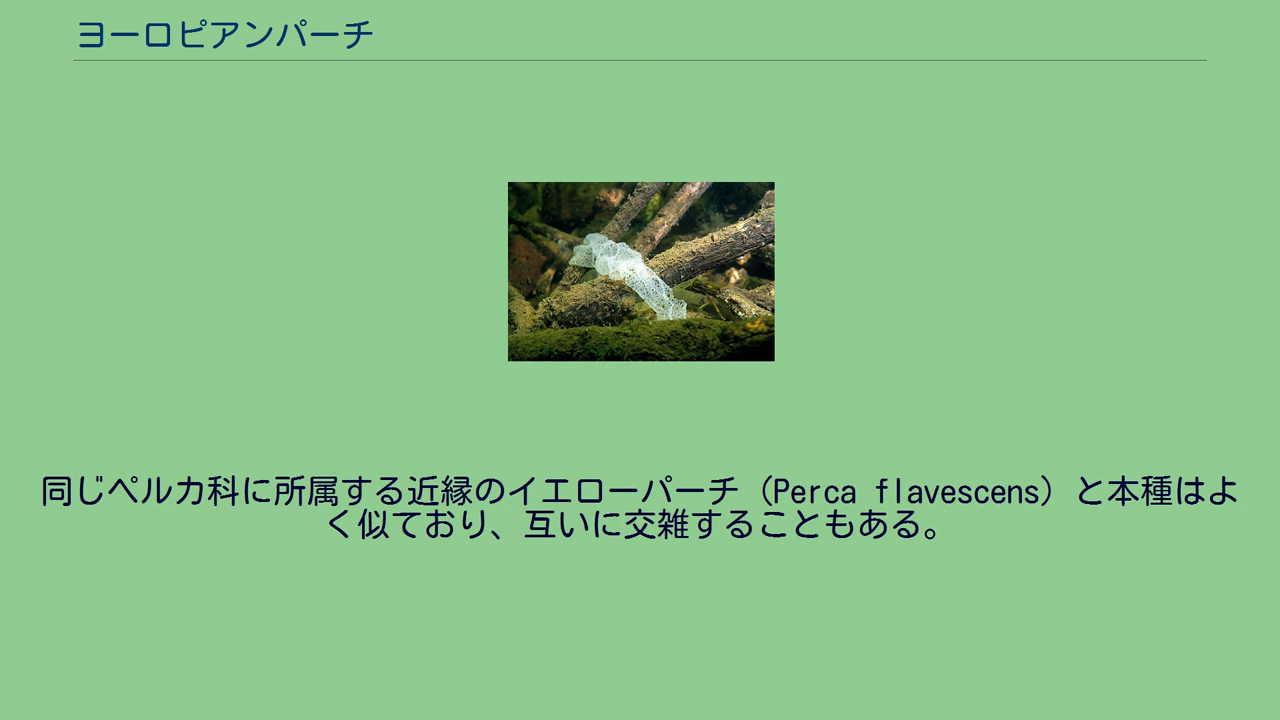 ヨーロピアンパーチ
同じペルカ科に所属する近縁のイエローパーチ（Perca flavescens）と本種はよ
く似ており、互いに交雑することもある。